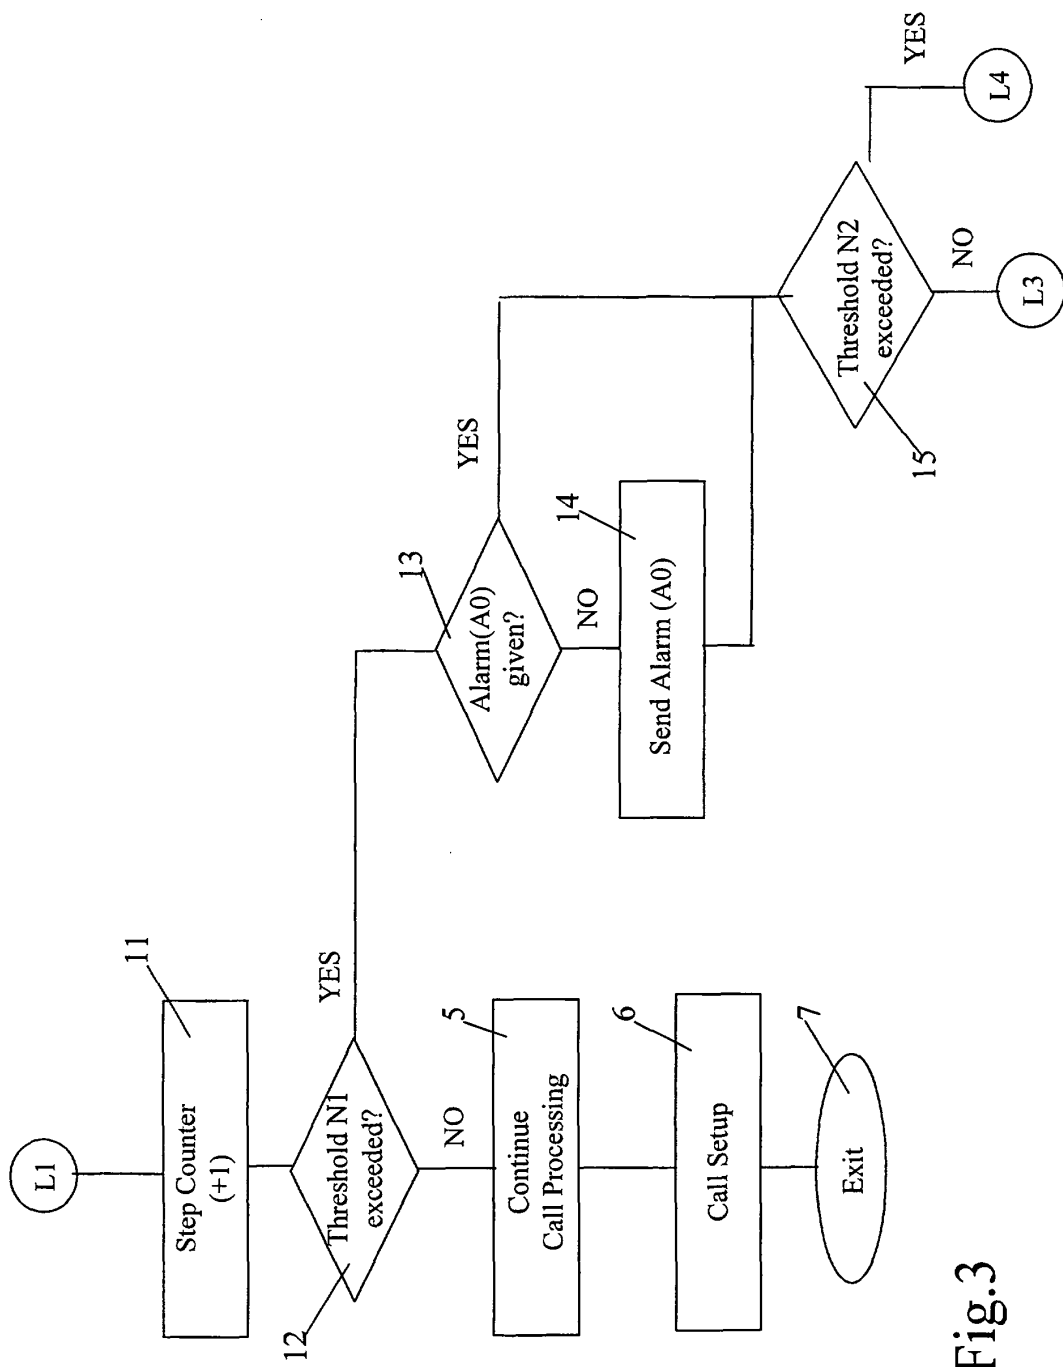 L1
11
Step Counter
(+1)
12
Threshold N1
exceeded?
YES
NO
5
Continue
Call Processing
6
Call Setup
7
Exit
13
Alarm(A0)
given?
YES
NO
14
Send Alarm (A0)
15
Threshold N2
exceeded?
YES
L4
NO
L3
Fig.3